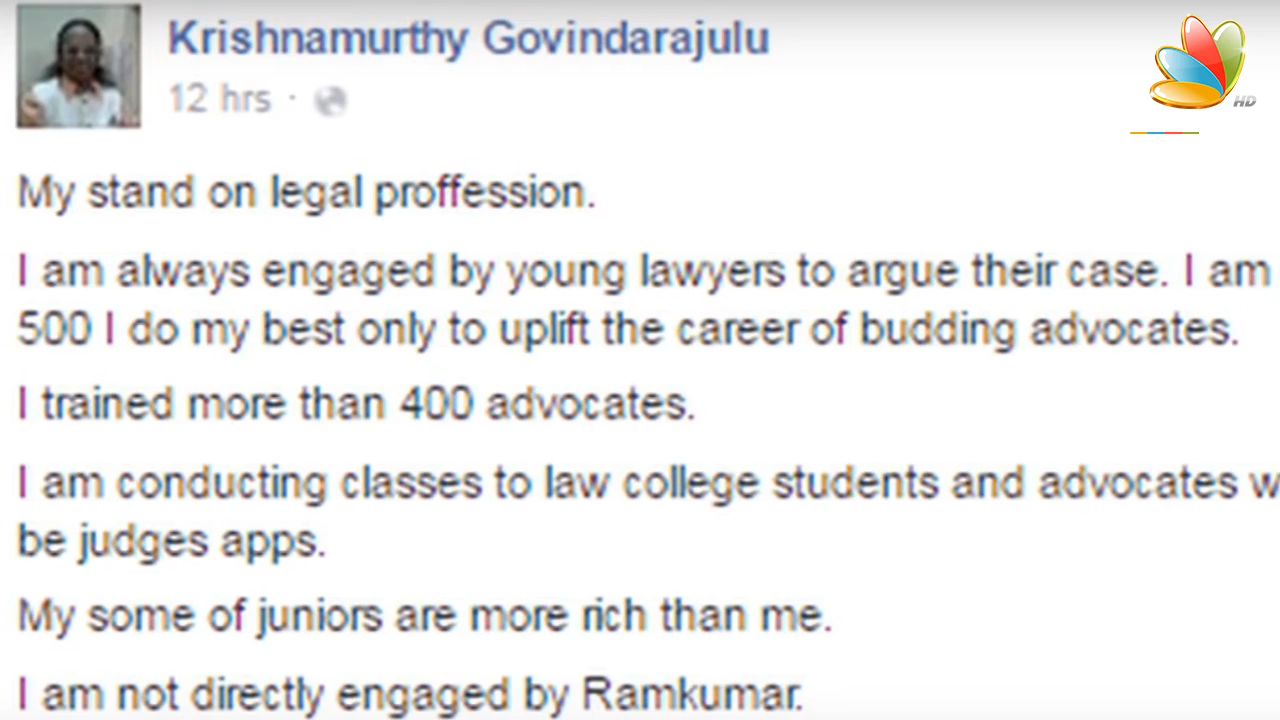 Krishnamurthy Govindarajulu
12 hrs ·
HD
My stand on legal proffession.
I am always engaged by young lawyers to argue their case. I am
500 I do my best only to uplift the career of budding advocates.
I trained more than 400 advocates.
I am conducting classes to law college students and advocates w
be judges apps.
My some of juniors are more rich than me.
I am not directly engaged by Ramkumar.